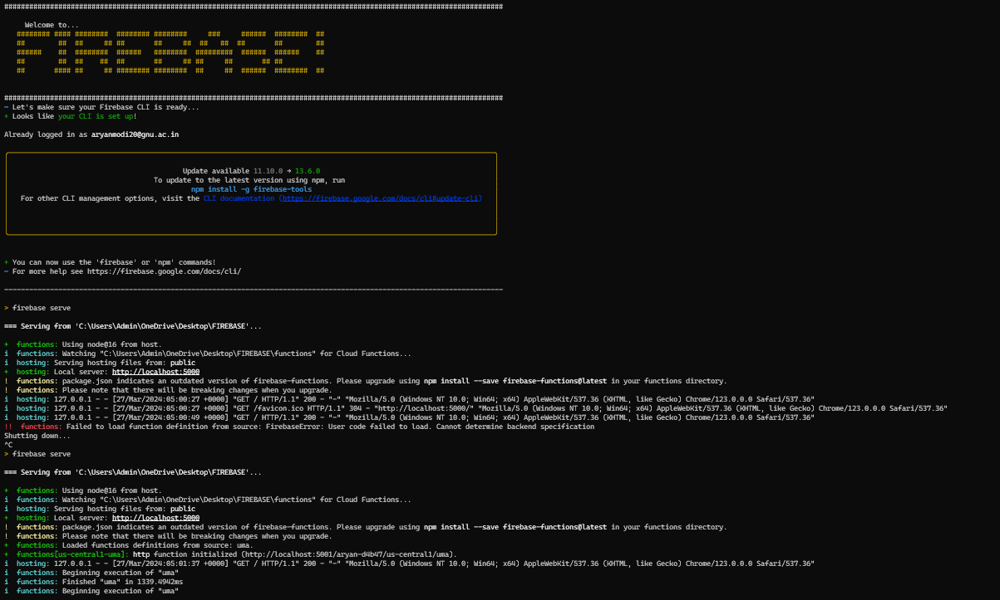 ########################################################################################################################
Welcome to...
######## #### ########  ######## ########     ###     ######  ########  ##
##        ##  ##     ## ##       ##     ##  ##   ##  ##       ##        ##
######    ##  ########  ######   ########  #########  ######  ######    ##
##        ##  ##    ##  ##       ##     ## ##     ##       ## ##
##       #### ##     ## ######## ########  ##     ##  ######  ########  ##
########################################################################################################################
~ Let's make sure your Firebase CLI is ready...
+ Looks like your CLI is set up!
Already logged in as aryanmodi20@gnu.ac.in
Update available 11.10.0 → 13.6.0
To update to the latest version using npm, run
npm install -g firebase-tools
For other CLI management options, visit the CLI documentation (https://firebase.google.com/docs/cli#update-cli)
+ You can now use the 'firebase' or 'npm' commands!
~ For more help see https://firebase.google.com/docs/cli/
------------------------------------------------------------------------------------------------------------------------
> firebase serve
=== Serving from 'C:\Users\Admin\OneDrive\Desktop\FIREBASE'...
+  functions: Using node@16 from host.
i  functions: Watching "C:\Users\Admin\OneDrive\Desktop\FIREBASE\functions" for Cloud Functions...
i  hosting: Serving hosting files from: public
+  hosting: Local server: http://localhost:5000
!  functions: package.json indicates an outdated version of firebase-functions. Please upgrade using npm install --save firebase-functions@latest in your functions directory.
!  functions: Please note that there will be breaking changes when you upgrade.
i  hosting: 127.0.0.1 - - [27/Mar/2024:05:00:27 +0000] "GET / HTTP/1.1" 200 - "-" "Mozilla/5.0 (Windows NT 10.0; Win64; x64) AppleWebKit/537.36 (KHTML, like Gecko) Chrome/123.0.0.0 Safari/537.36"
i  hosting: 127.0.0.1 - - [27/Mar/2024:05:00:27 +0000] "GET /favicon.ico HTTP/1.1" 304 - "http://localhost:5000/" "Mozilla/5.0 (Windows NT 10.0; Win64; x64) AppleWebKit/537.36 (KHTML, like Gecko) Chrome/123.0.0.0 Safari/537.36"
i  hosting: 127.0.0.1 - - [27/Mar/2024:05:00:49 +0000] "GET / HTTP/1.1" 200 - "-" "Mozilla/5.0 (Windows NT 10.0; Win64; x64) AppleWebKit/537.36 (KHTML, like Gecko) Chrome/123.0.0.0 Safari/537.36"
!!  functions: Failed to load function definition from source: FirebaseError: User code failed to load. Cannot determine backend specification
Shutting down...
^C
> firebase serve
=== Serving from 'C:\Users\Admin\OneDrive\Desktop\FIREBASE'...
+  functions: Using node@16 from host.
i  functions: Watching "C:\Users\Admin\OneDrive\Desktop\FIREBASE\functions" for Cloud Functions...
i  hosting: Serving hosting files from: public
+  hosting: Local server: http://localhost:5000
!  functions: package.json indicates an outdated version of firebase-functions. Please upgrade using npm install --save firebase-functions@latest in your functions directory.
!  functions: Please note that there will be breaking changes when you upgrade.
+  functions: Loaded functions definitions from source: uma.
+  functions[us-central1-uma]: http function initialized (http://localhost:5001/aryan-d4b47/us-central1/uma).
i  hosting: 127.0.0.1 - - [27/Mar/2024:05:01:37 +0000] "GET / HTTP/1.1" 200 - "-" "Mozilla/5.0 (Windows NT 10.0; Win64; x64) AppleWebKit/537.36 (KHTML, like Gecko) Chrome/123.0.0.0 Safari/537.36"
i  functions: Beginning execution of "uma"
i  functions: Finished "uma" in 1339.4942ms
i  functions: Beginning execution of "uma"